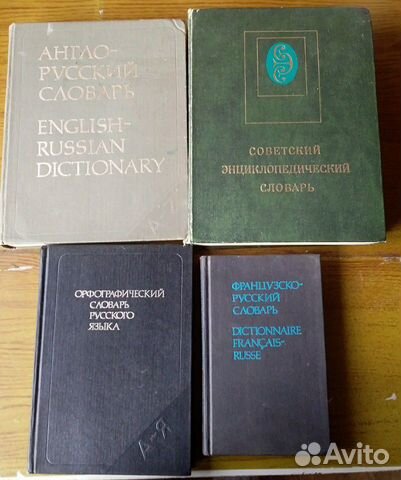 АНГЛО-
РУССКИЙ
СЛОВАРЬ
ENGLISH-
RUSSIAN
DICTIONARY
СОВЕТСКИЙ
ЭНЦИКЛОПЕДИЧЕСКИЙ
СЛОВАРЬ
ОРФОГРАФИЧЕСКИЙ
СЛОВАРЬ
РУССКОГО
ЯЗЫКА
А-Я
ФРАНЦУЗСКО-
РУССКИЙ
СЛОВАРЬ
DICTIONNAIRE
FRANÇAIS-
RUSSE
Avito